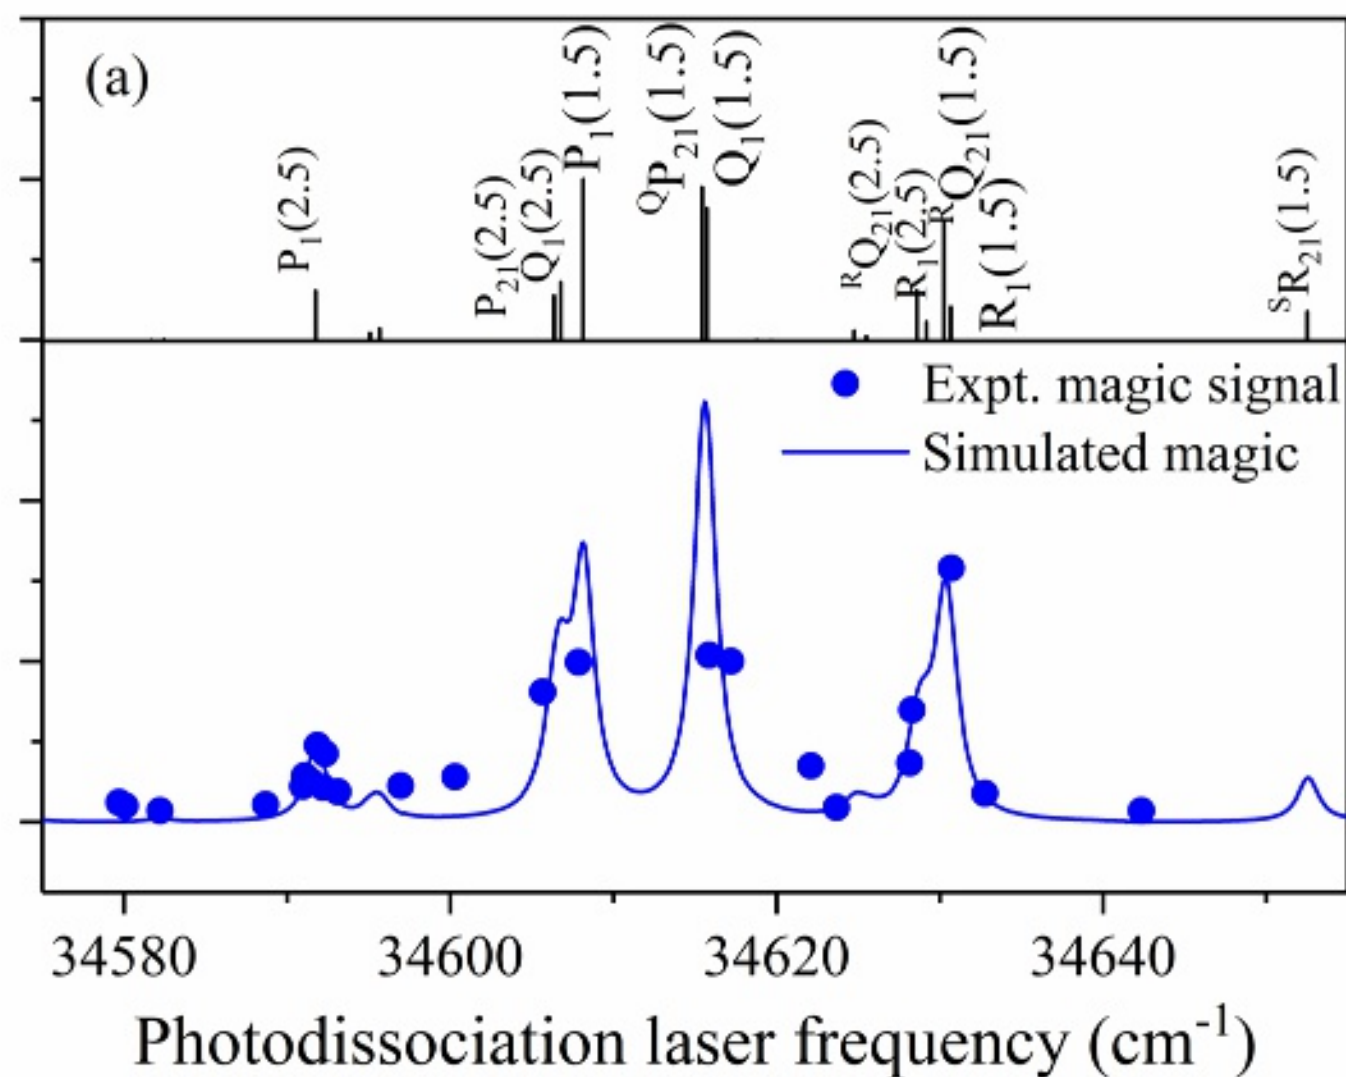 (a)
P₁(2.5)
P₂₁(2.5)
Q₁(2.5)
P₁(1.5)
ᵠP₂₁(1.5)
Q₁(1.5)
ᴿQ₂₁(2.5)
R₁(2.5)
ᴿQ₂₁(1.5)
R₁(1.5)
ˢR₂₁(1.5)
Expt. magic signal
Simulated magic
34580 34600 34620 34640
Photodissociation laser frequency (cm⁻¹)